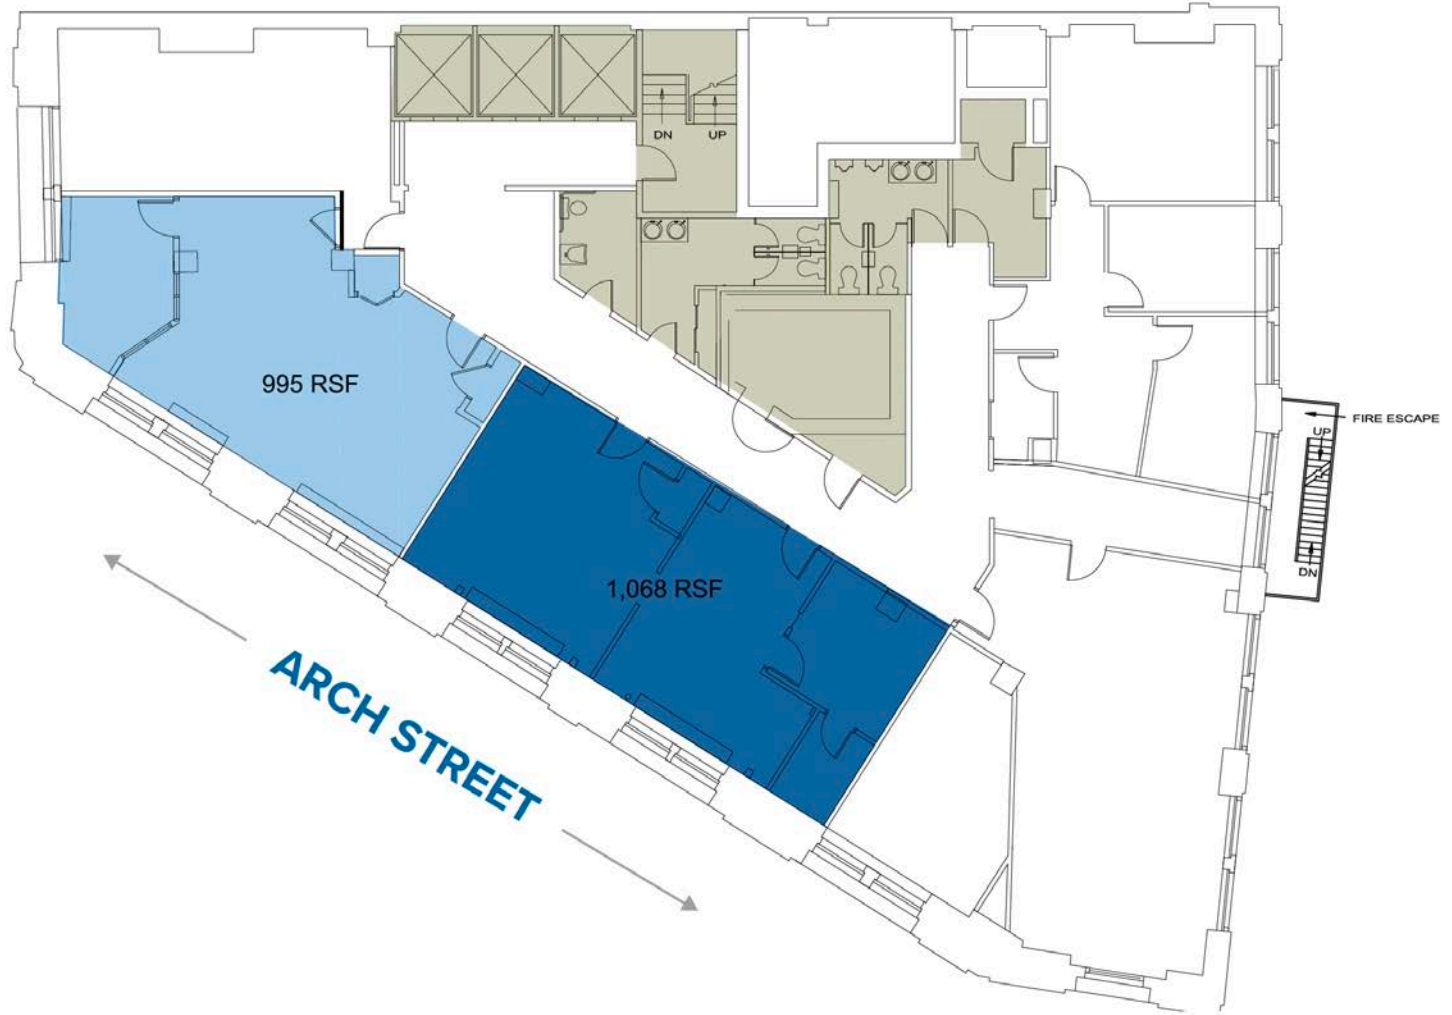 DN
UP
995 RSF
FIRE ESCAPE
UP
DN
1,068 RSF
ARCH STREET